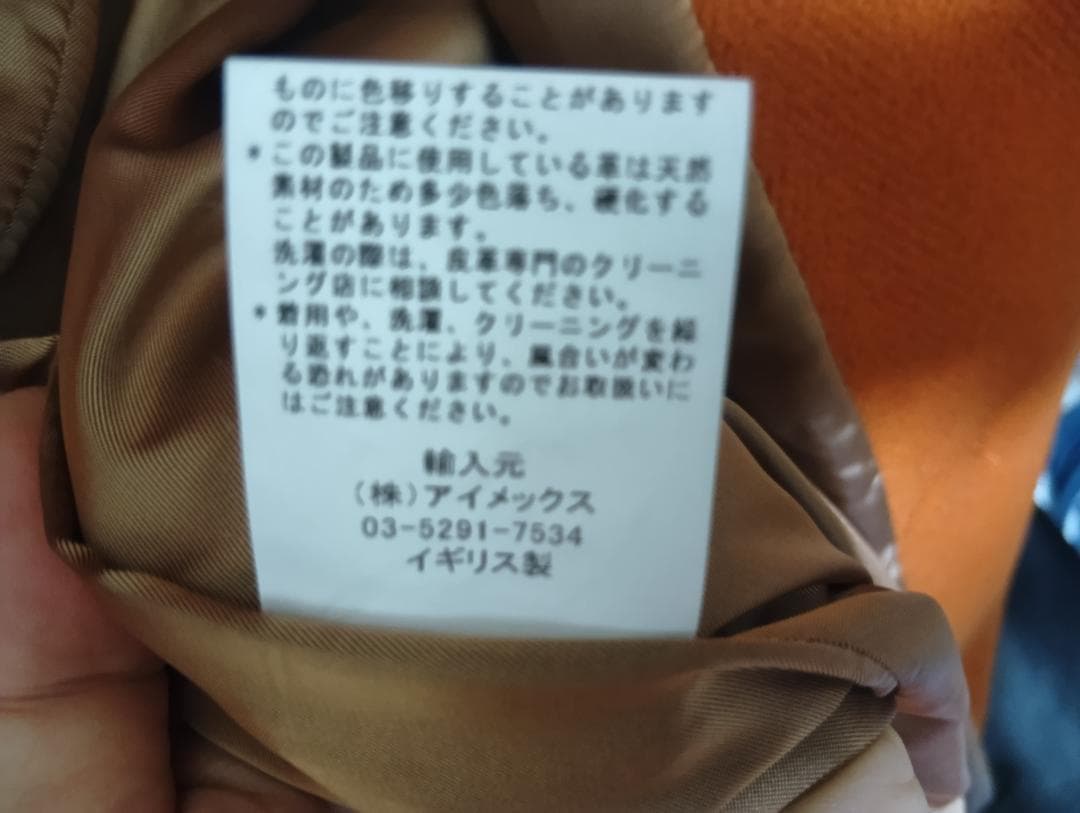 ものに色移りすることがあります
のでご注意ください。
* この製品に使用している革は天然
素材のため多少色落ち、硬化する
ことがあります。
洗濯の際は、皮革専門のクリーニ
ング店に相談してください。
* 着用や、洗濯、クリーニングを繰
り返すことにより、風合いが変わ
る恐れがありますのでお取扱いに
はご注意ください。
輸入元
(株)アイメックス
03-5291-7534
イギリス製